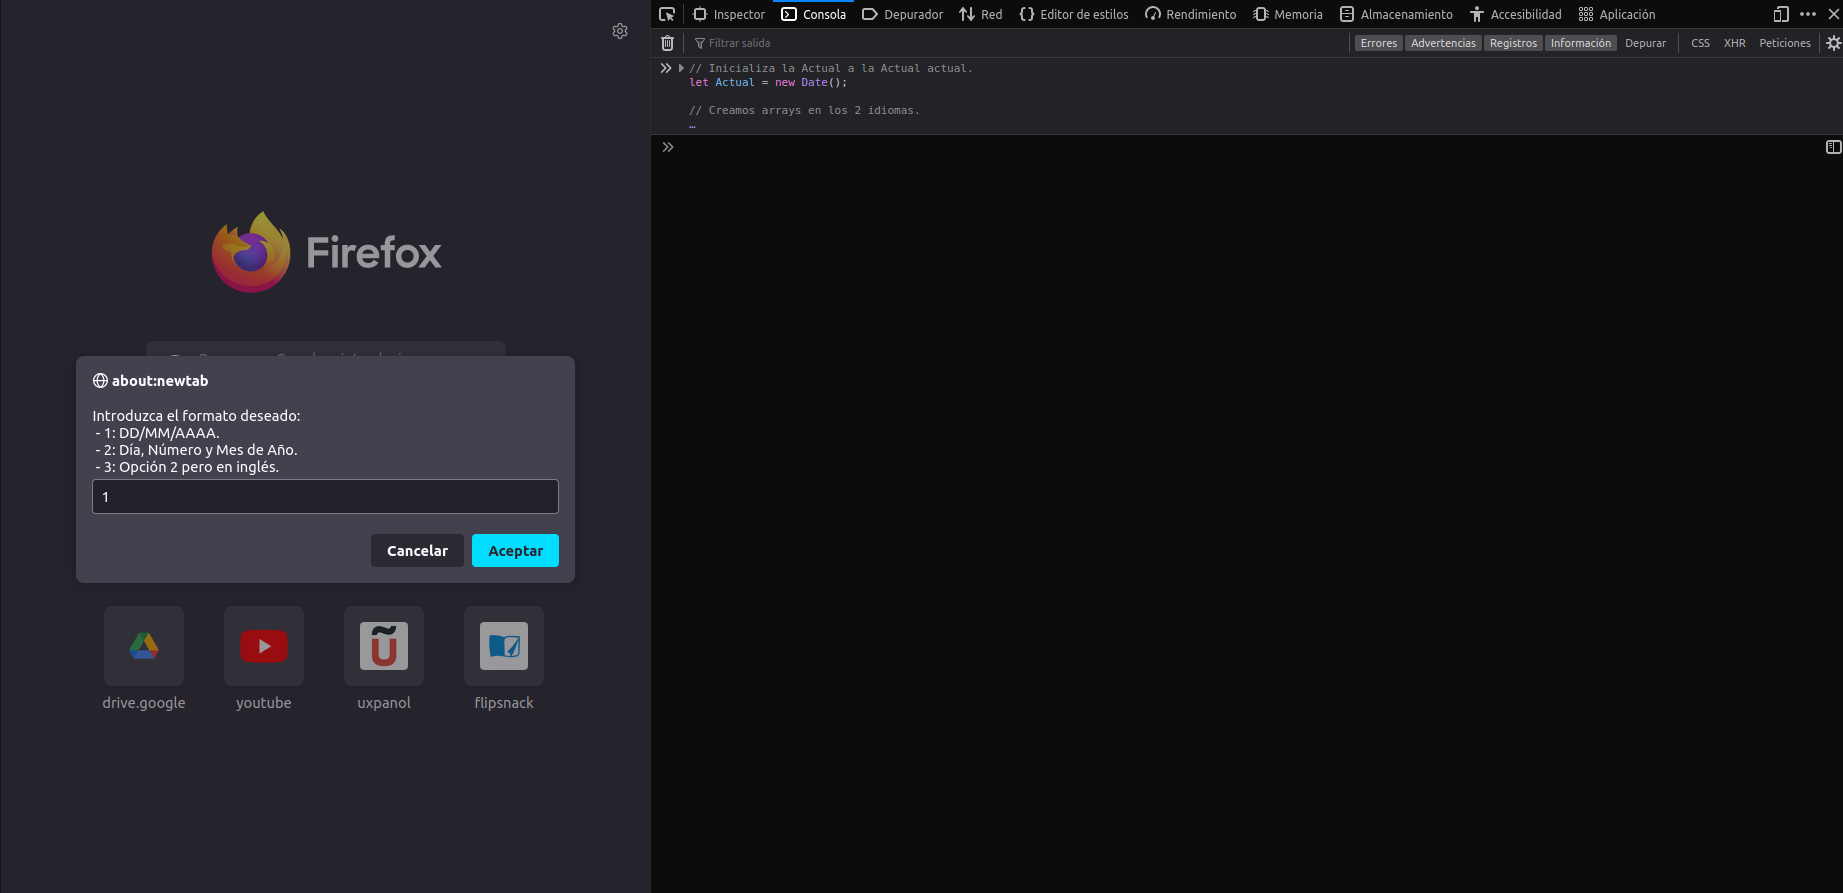 Inspector Consola Depurador Red Editor de estilos Rendimiento Memoria Almacenamiento Accesibilidad Aplicación
Filtrar salida Errores Advertencias Registros Información Depurar CSS XHR Peticiones
// Inicializa la Actual a la Actual actual.
let Actual = new Date();
// Creamos arrays en los 2 idiomas.
…
Firefox
about:newtab
Introduzca el formato deseado:
- 1: DD/MM/AAAA.
- 2: Día, Número y Mes de Año.
- 3: Opción 2 pero en inglés.
1
Cancelar Aceptar
drive.google youtube uxpanol flipsnack